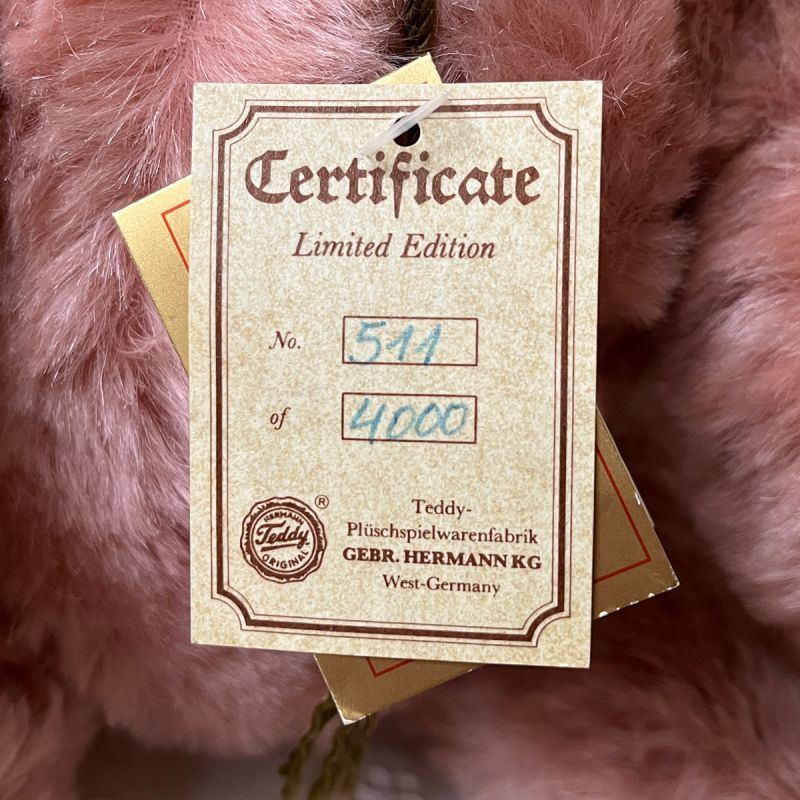 Certificate
Limited Edition
No. 511
of 4000
HERMANN
Teddy
ORIGINAL
®
Teddy-
Plüschspielwarenfabrik
GEBR. HERMANN KG
West-Germany